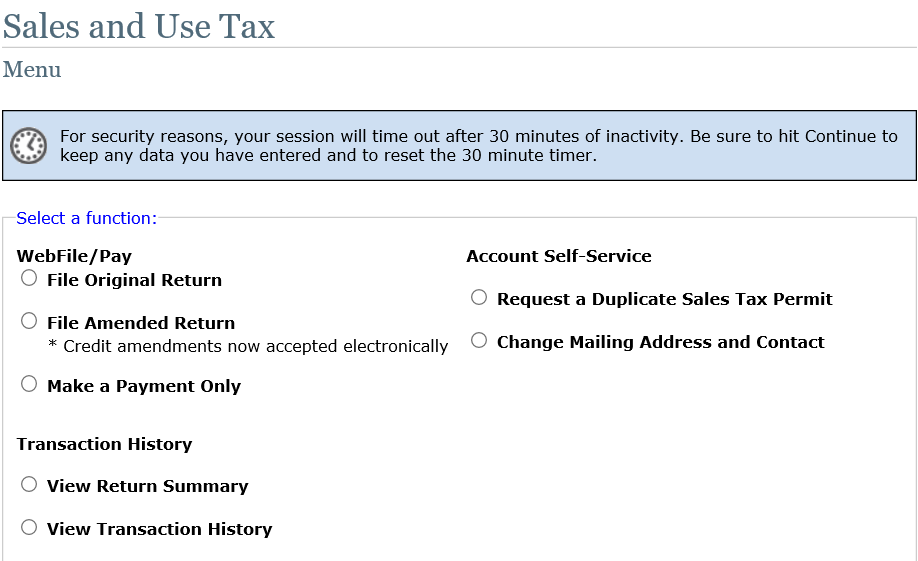 Sales and Use Tax
Menu
For security reasons, your session will time out after 30 minutes of inactivity. Be sure to hit Continue to
keep any data you have entered and to reset the 30 minute timer.
Select a function:
WebFile/Pay
File Original Return
File Amended Return
* Credit amendments now accepted electronically
Make a Payment Only
Transaction History
View Return Summary
View Transaction History
Account Self-Service
Request a Duplicate Sales Tax Permit
Change Mailing Address and Contact